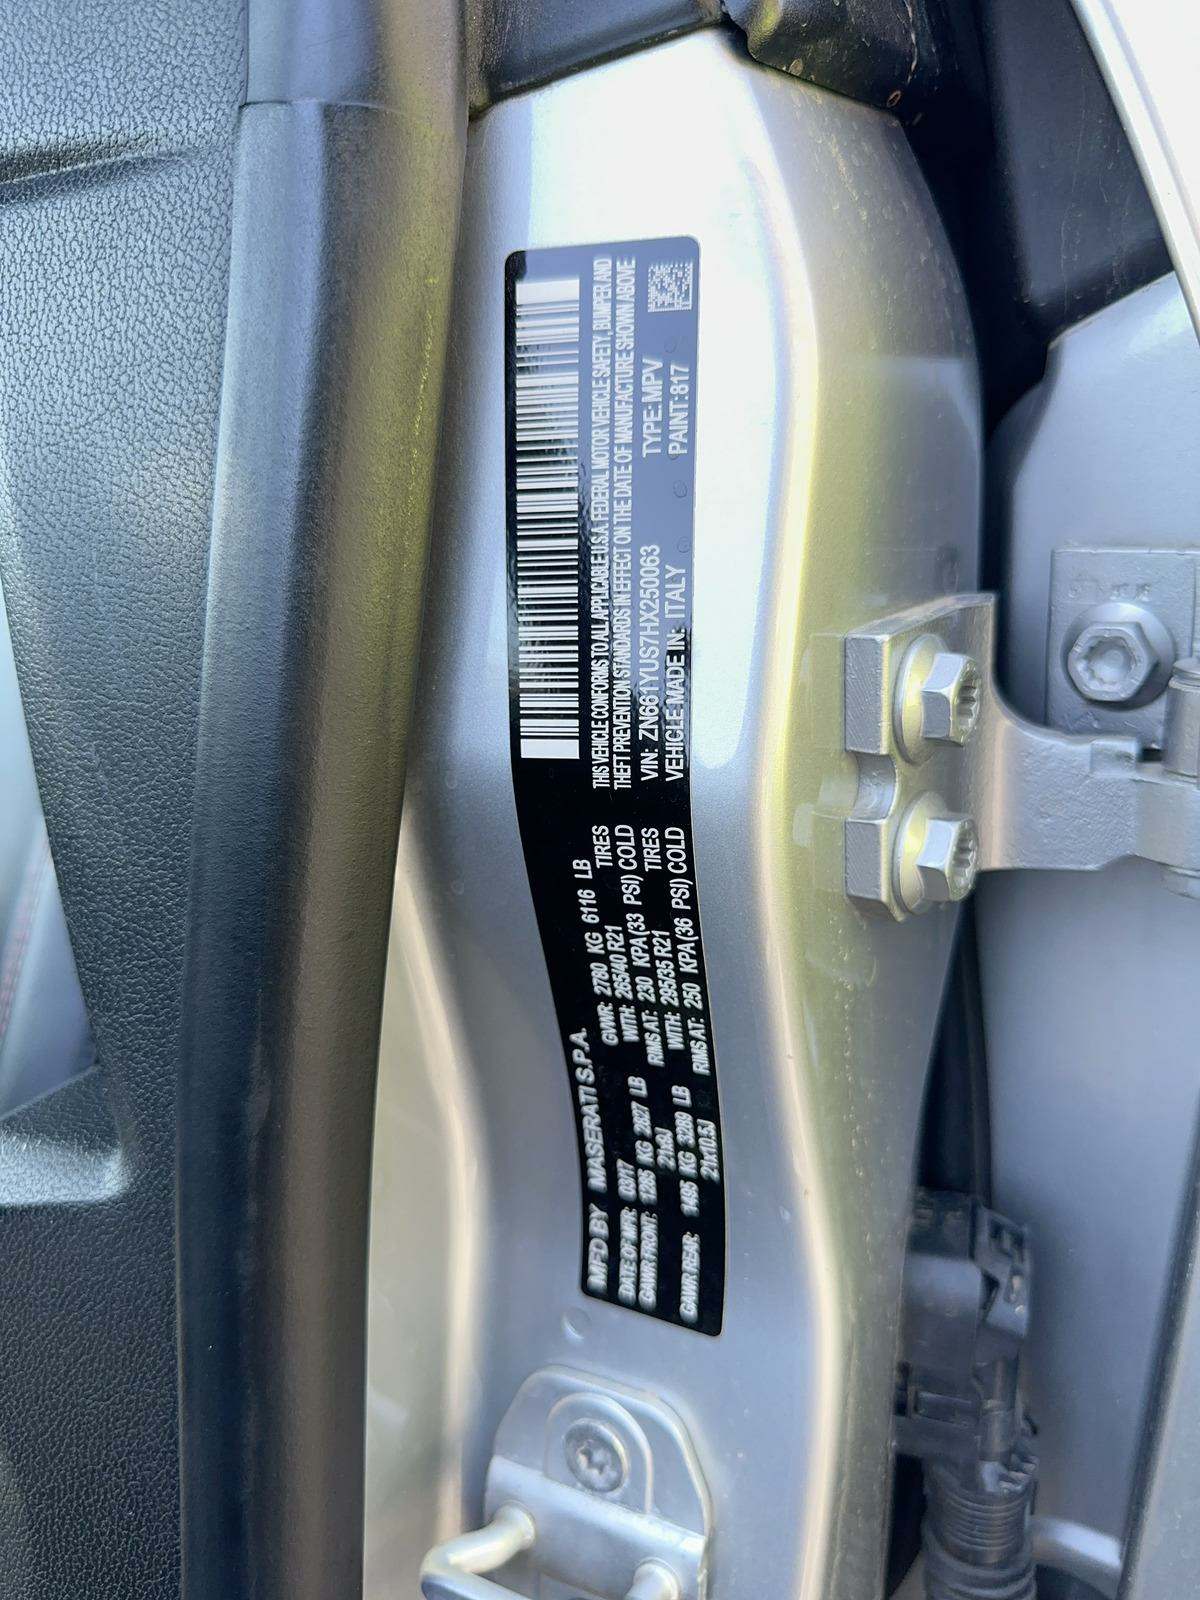 MFD BY MASERATI S.P.A.
DATE OF MFR: 03/17 GVWR: 2780 KG 6116 LB
GAWR FRONT: 1285 KG 2827 LB WITH: 265/40 R21 TIRES
21x9J RIMS AT: 230 KPA(33 PSI) COLD
GAWR REAR: 1495 KG 3289 LB WITH: 295/35 R21 TIRES
21x10.5J RIMS AT: 250 KPA(36 PSI) COLD
THIS VEHICLE CONFORMS TO ALL APPLICABLE U.S.A. FEDERAL MOTOR VEHICLE SAFETY, BUMPER AND
THEFT PREVENTION STANDARDS IN EFFECT ON THE DATE OF MANUFACTURE SHOWN ABOVE
VIN: ZN661YUS7HX250063 TYPE: MPV
VEHICLE MADE IN: ITALY PAINT:817